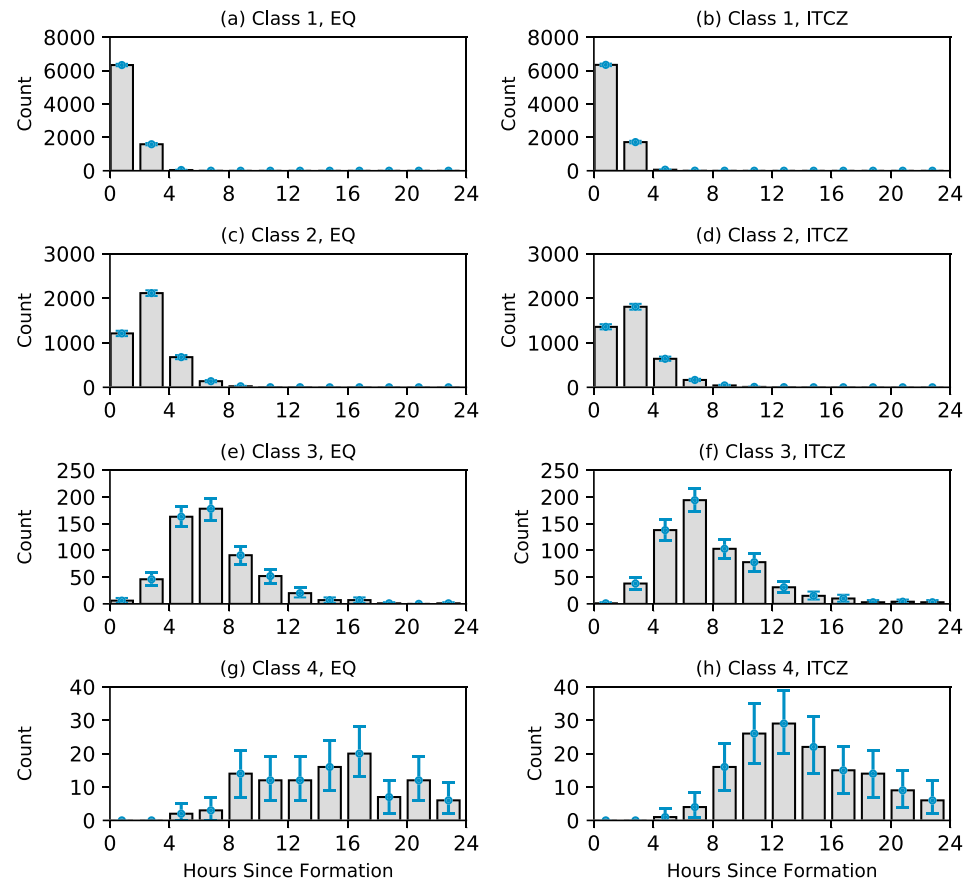 (a) Class 1, EQ
8000
6000
4000
2000
0
Count
0 4 8 12 16 20 24
(b) Class 1, ITCZ
8000
6000
4000
2000
0
Count
0 4 8 12 16 20 24
(c) Class 2, EQ
3000
2000
1000
0
Count
0 4 8 12 16 20 24
(d) Class 2, ITCZ
3000
2000
1000
0
Count
0 4 8 12 16 20 24
(e) Class 3, EQ
250
200
150
100
50
0
Count
0 4 8 12 16 20 24
(f) Class 3, ITCZ
250
200
150
100
50
0
Count
0 4 8 12 16 20 24
(g) Class 4, EQ
40
30
20
10
0
Count
0 4 8 12 16 20 24
Hours Since Formation
(h) Class 4, ITCZ
40
30
20
10
0
Count
0 4 8 12 16 20 24
Hours Since Formation